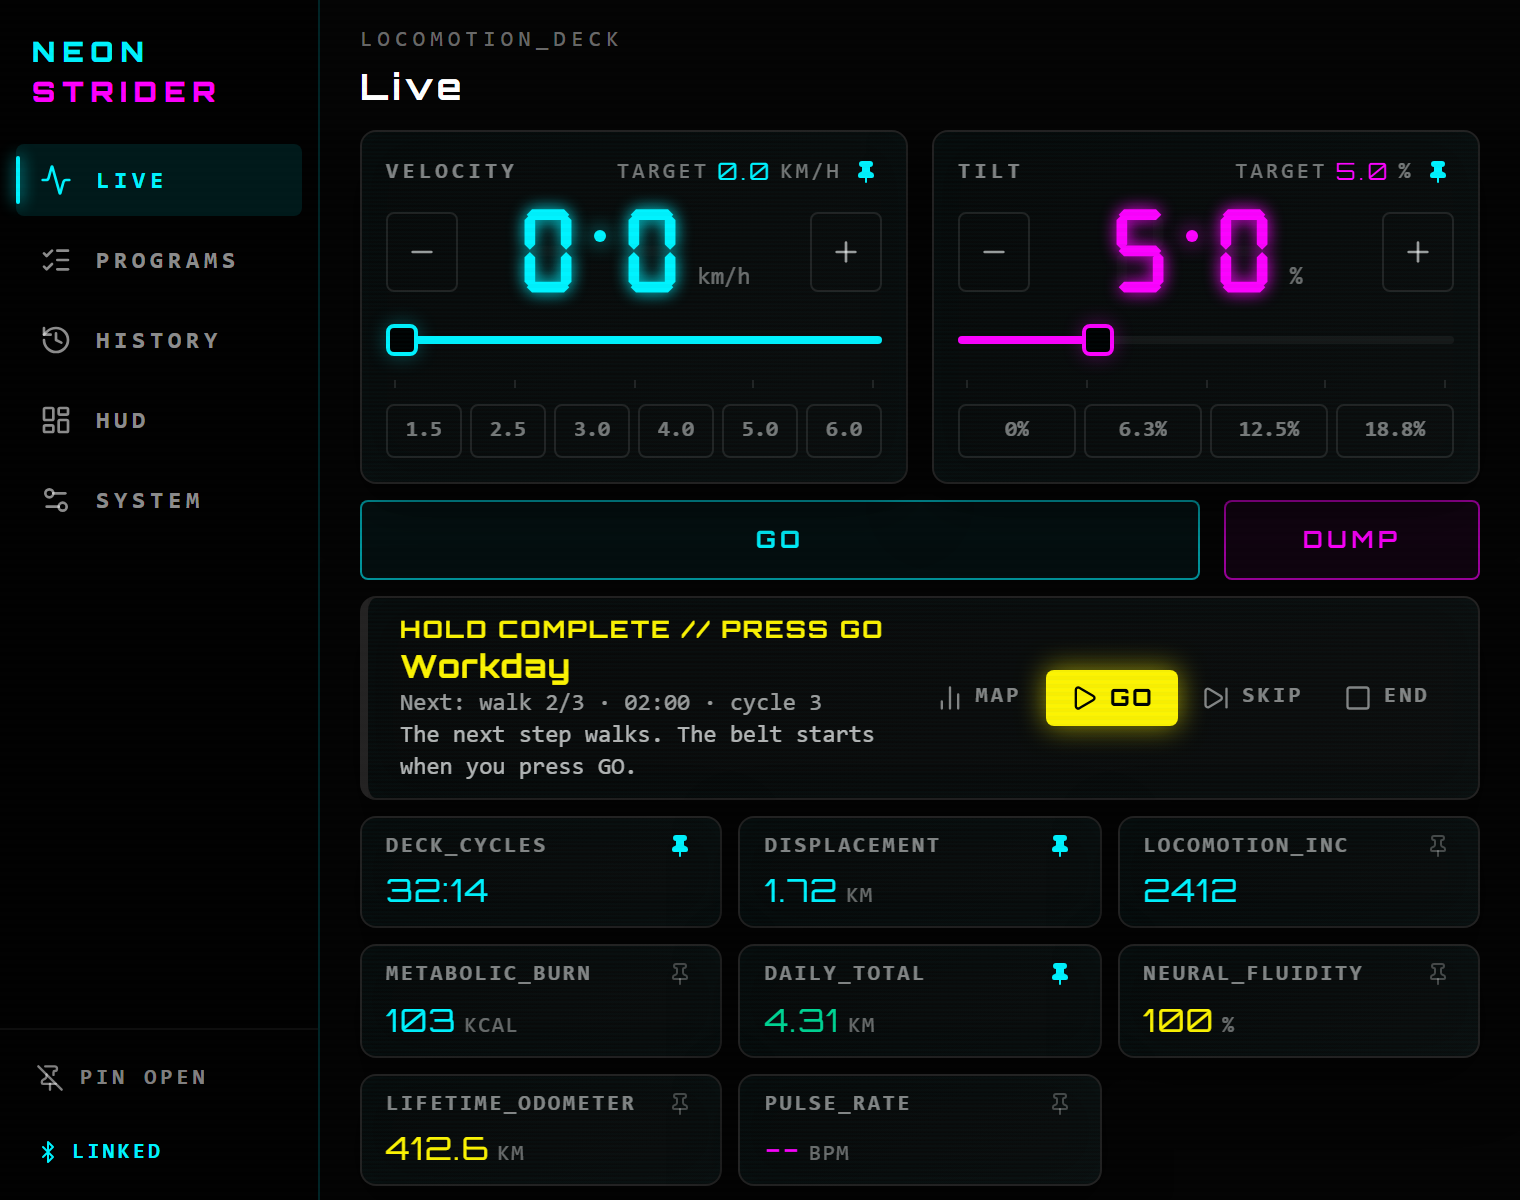 NEON
STRIDER
LIVE
PROGRAMS
HISTORY
HUD
SYSTEM
PIN OPEN
LINKED
LOCOMOTION_DECK
Live
VELOCITY TARGET 0.0 KM/H
0.0 km/h
1.5 2.5 3.0 4.0 5.0 6.0
TILT TARGET 5.0 %
5.0 %
0% 6.3% 12.5% 18.8%
GO DUMP
HOLD COMPLETE // PRESS GO
Workday
Next: walk 2/3 · 02:00 · cycle 3
The next step walks. The belt starts
when you press GO.
MAP GO SKIP END
DECK_CYCLES
32:14
DISPLACEMENT
1.72 KM
LOCOMOTION_INC
2412
METABOLIC_BURN
103 KCAL
DAILY_TOTAL
4.31 KM
NEURAL_FLUIDITY
100 %
LIFETIME_ODOMETER
412.6 KM
PULSE_RATE
-- BPM